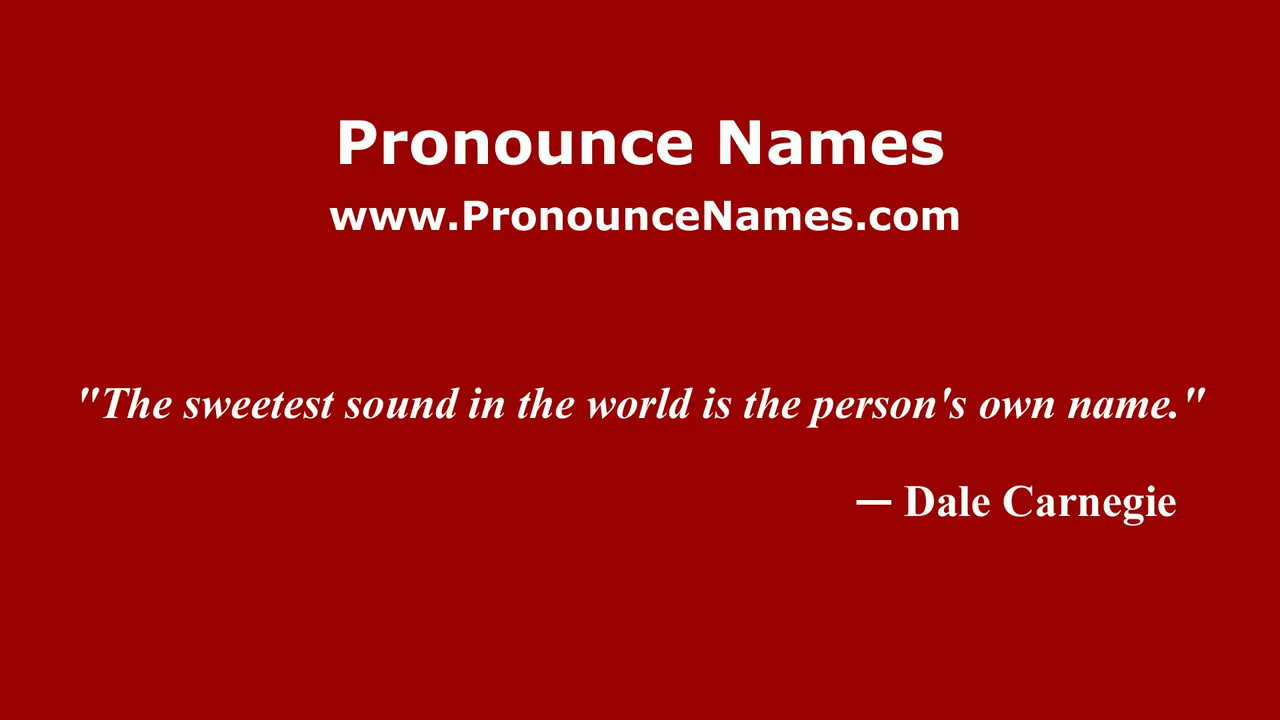 Pronounce Names
www.PronounceNames.com
"The sweetest sound in the world is the person's own name."
— Dale Carnegie